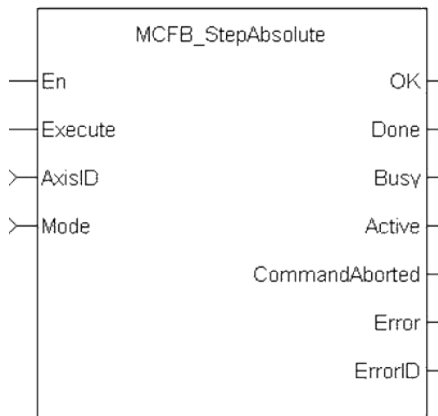 MCFB_StepAbsolute
En OK
Execute Done
AxisID Busy
Mode Active
CommandAborted
Error
ErrorID